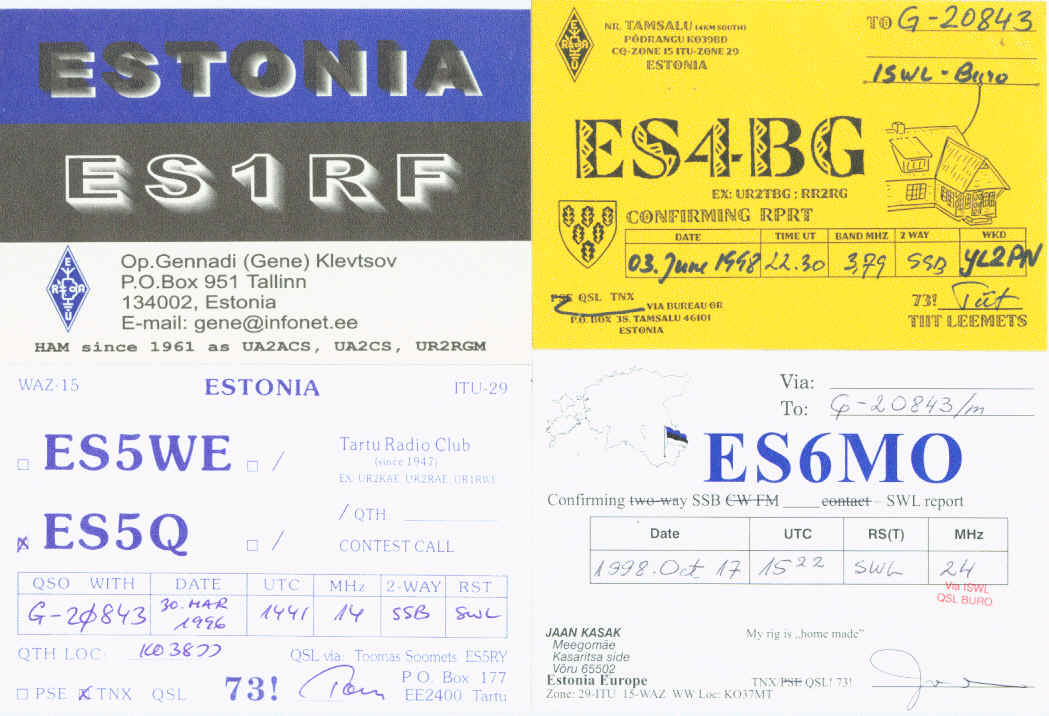 ESTONIA
ES1RF
Op.Gennadi (Gene) Klevtsov
P.O.Box 951 Tallinn
134002, Estonia
E-mail: gene@infonet.ee
HAM since 1961 as UA2ACS, UA2CS, UR2RGM
NR. TAMSALU (4KM SOUTH)
PÕDRANGU KO39BD
CQ-ZONE 15 ITU-ZONE 29
ESTONIA
TO G-20843
ISWL-Buro
ES4BG
EX: UR2TBG; RR2RG
CONFIRMING RPRT
DATE TIME UT BAND MHZ 2 WAY WKD
03. June 1998 22.30 3,79 SSB YL2PN
PSE QSL TNX VIA BUREAU OR
P.O. BOX 38, TAMSALU 46101
ESTONIA
73! Tiit
TIIT LEEMETS
WAZ-15 ESTONIA ITU-29
ES5WE /
Tartu Radio Club
(since 1947)
EX: UR2KAE, UR2RAE, UR1RWE
/ QTH
ES5Q /
CONTEST CALL
QSO WITH DATE UTC MHz 2-WAY RST
G-20843 30. MAR 1996 1441 14 SSB SWL
QTH LOC:
QSL via: Toomas Soomets ES5RY
PSE TNX QSL 73!
P.O. Box 177
EE2400 Tartu
Via:
To: G-20843/m
ES6MO
Confirming two-way SSB CW FM contact - SWL report
Date UTC RS(T) MHz
1998. Oct 17 15 22 SWL 24
Via ISWL
QSL BURO
JAAN KASAK
Meegomäe
Kasaritsa side
Võru 65502
Estonia Europe
Zone: 29-ITU 15-WAZ WW Loc: KO37MT
My rig is „home made”
TNX/PSE QSL! 73!